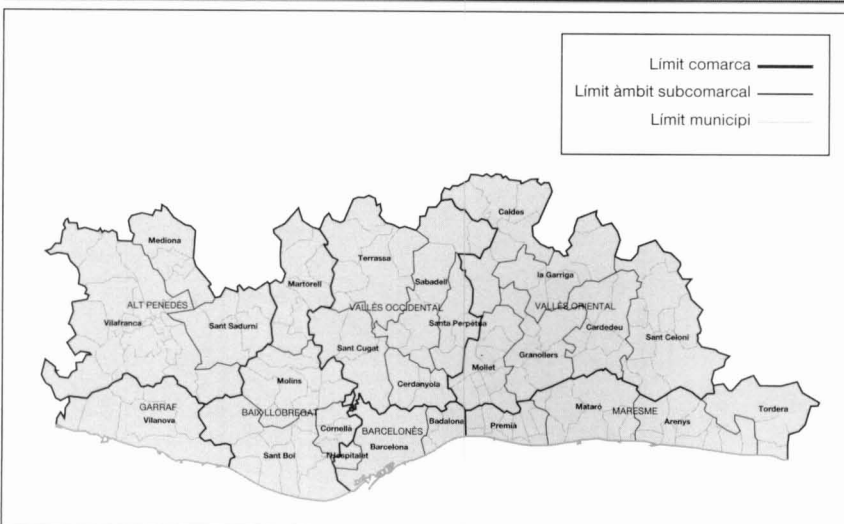 Límit comarca
Límit àmbit subcomarcal
Límit municipi
Caldes
Mediona
Terrassa
la Garriga
Martorell
Sabadell
ALT PENEDÈS
VALLÈS OCCIDENTAL
VALLÈS ORIENTAL
Vilafranca
Sant Sadurní
Santa Perpètua
Cardedeu
Sant Celoni
Sant Cugat
Mollet
Granollers
Molins
Cerdanyola
GARRAF
BAIX LLOBREGAT
Mataró
MARESME
Tordera
Vilanova
Cornellà
BARCELONÈS
Badalona
Premià
Arenys
Barcelona
Sant Boi
l'Hospitalet